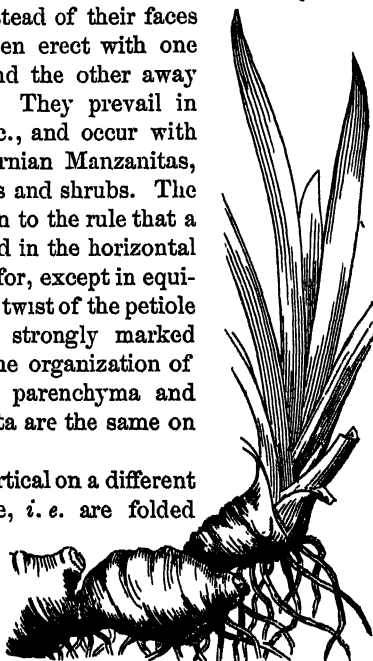 stead of their faces
en erect with one
nd the other away
They prevail in
c., and occur with
rnian Manzanitas,
s and shrubs. The
n to the rule that a
d in the horizontal
for, except in equi-
twist of the petiole
strongly marked
ne organization of
parenchyma and
ta are the same on
rtical on a different
e, i. e. are folded